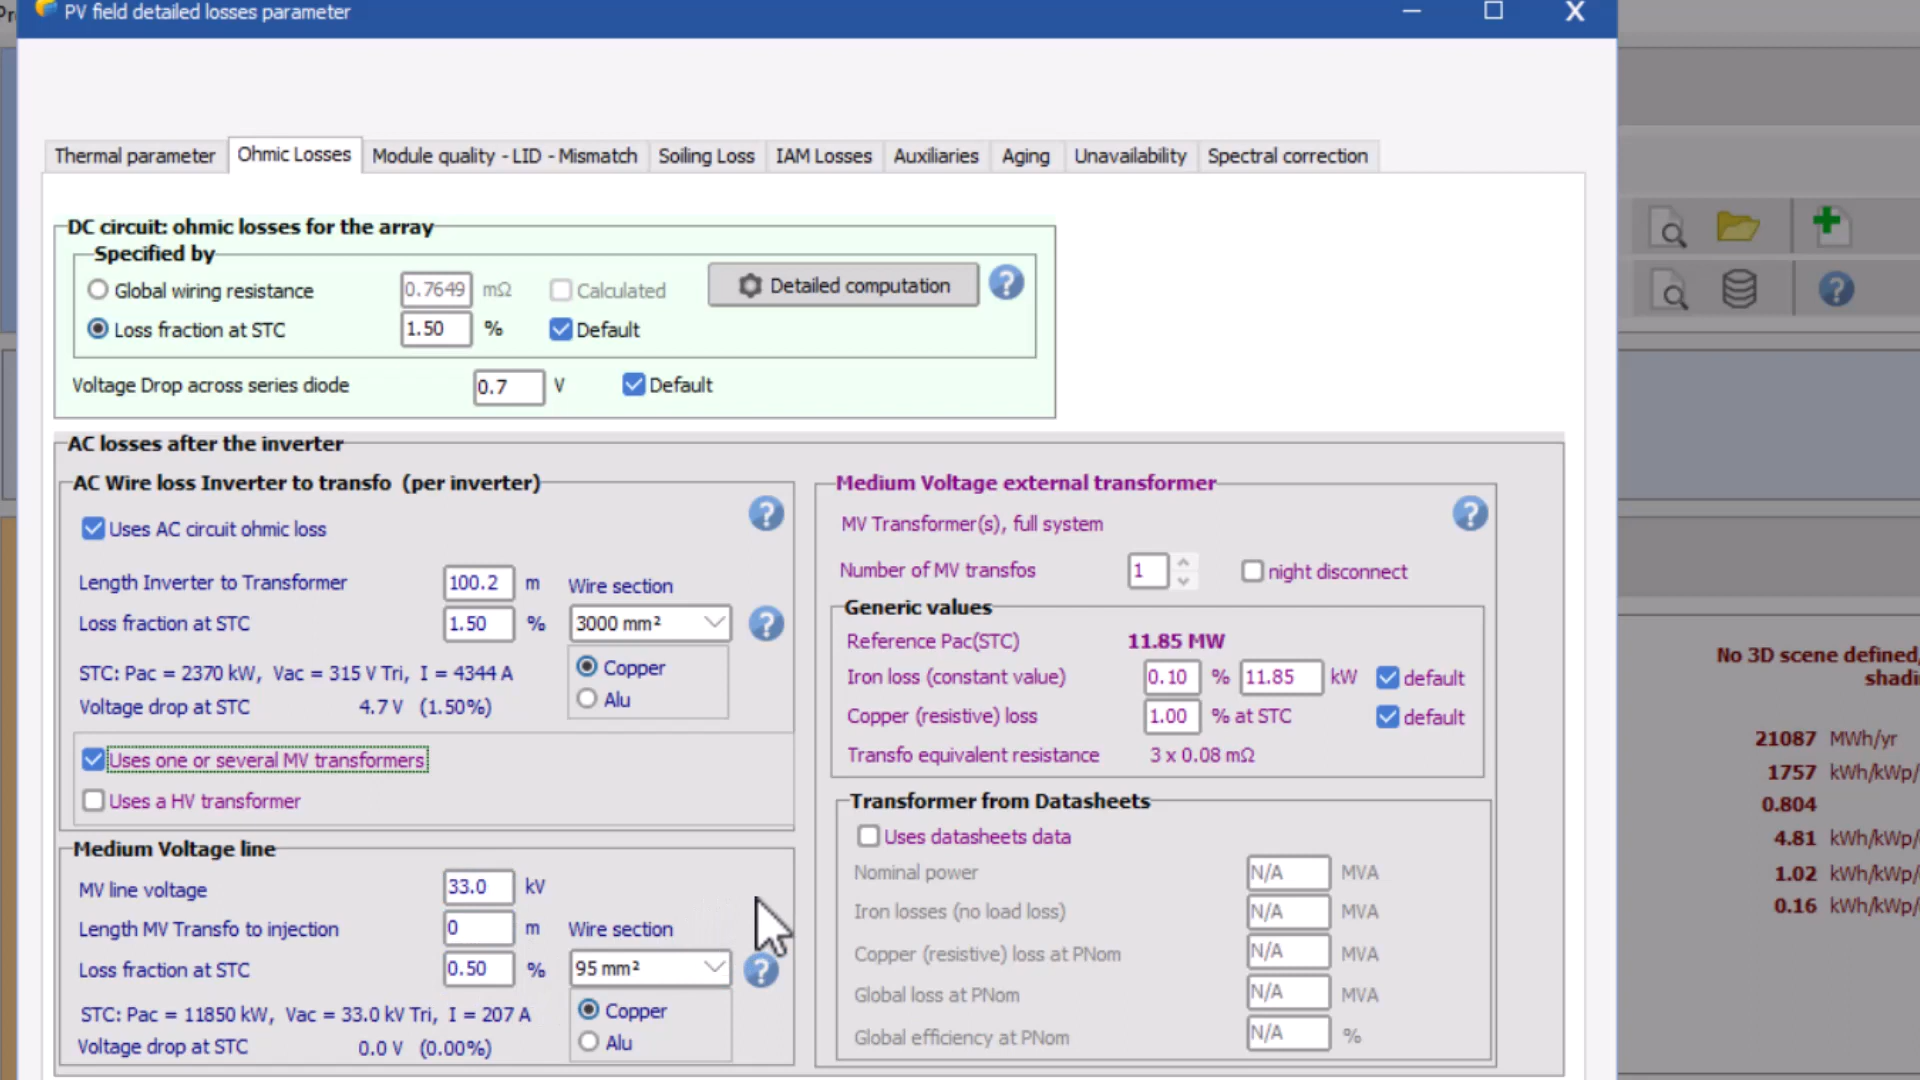 PV field detailed losses parameter
Thermal parameter
Ohmic Losses
Module quality - LID - Mismatch
Soiling Loss
IAM Losses
Auxiliaries
Aging
Unavailability
Spectral correction
DC circuit: ohmic losses for the array
Specified by
Global wiring resistance 0.7649 mΩ Calculated
Detailed computation
Loss fraction at STC 1.50 % Default
Voltage Drop across series diode 0.7 V Default
AC losses after the inverter
AC Wire loss Inverter to transfo (per inverter)
Uses AC circuit ohmic loss
Length Inverter to Transformer 100.2 m Wire section
Loss fraction at STC 1.50 % 3000 mm²
Copper
Alu
STC: Pac = 2370 kW, Vac = 315 V Tri, I = 4344 A
Voltage drop at STC 4.7 V (1.50%)
Uses one or several MV transformers
Uses a HV transformer
Medium Voltage line
MV line voltage 33.0 kV
Length MV Transfo to injection 0 m Wire section
Loss fraction at STC 0.50 % 95 mm²
Copper
Alu
STC: Pac = 11850 kW, Vac = 33.0 kV Tri, I = 207 A
Voltage drop at STC 0.0 V (0.00%)
Medium Voltage external transformer
MV Transformer(s), full system
Number of MV transfos 1 night disconnect
Generic values
Reference Pac(STC) 11.85 MW
Iron loss (constant value) 0.10 % 11.85 kW default
Copper (resistive) loss 1.00 % at STC default
Transfo equivalent resistance 3 x 0.08 mΩ
Transformer from Datasheets
Uses datasheets data
Nominal power N/A MVA
Iron losses (no load loss) N/A MVA
Copper (resistive) loss at PNom N/A MVA
Global loss at PNom N/A MVA
Global efficiency at PNom N/A %
No 3D scene defined,
21087 MWh/yr
1757 kWh/kWp/
0.804
4.81 kWh/kWp/
1.02 kWh/kWp/
0.16 kWh/kWp/